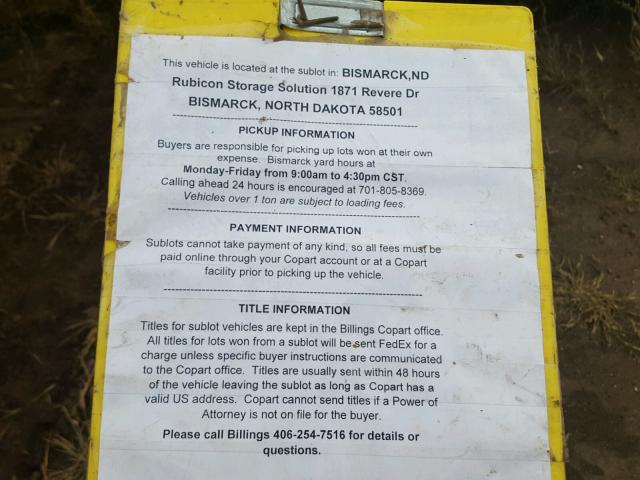 This vehicle is located at the sublot in: BISMARCK,ND
Rubicon Storage Solution 1871 Revere Dr
BISMARCK, NORTH DAKOTA 58501
--------------------------------------------------------------
PICKUP INFORMATION
Buyers are responsible for picking up lots won at their own
expense. Bismarck yard hours at
Monday-Friday from 9:00am to 4:30pm CST.
Calling ahead 24 hours is encouraged at 701-805-8369.
Vehicles over 1 ton are subject to loading fees.
--------------------------------------------------------------
PAYMENT INFORMATION
Sublots cannot take payment of any kind, so all fees must be
paid online through your Copart account or at a Copart
facility prior to picking up the vehicle.
--------------------------------------------------------------
TITLE INFORMATION
Titles for sublot vehicles are kept in the Billings Copart office.
All titles for lots won from a sublot will be sent FedEx for a
charge unless specific buyer instructions are communicated
to the Copart office. Titles are usually sent within 48 hours
of the vehicle leaving the sublot as long as Copart has a
valid US address. Copart cannot send titles if a Power of
Attorney is not on file for the buyer.
Please call Billings 406-254-7516 for details or
questions.